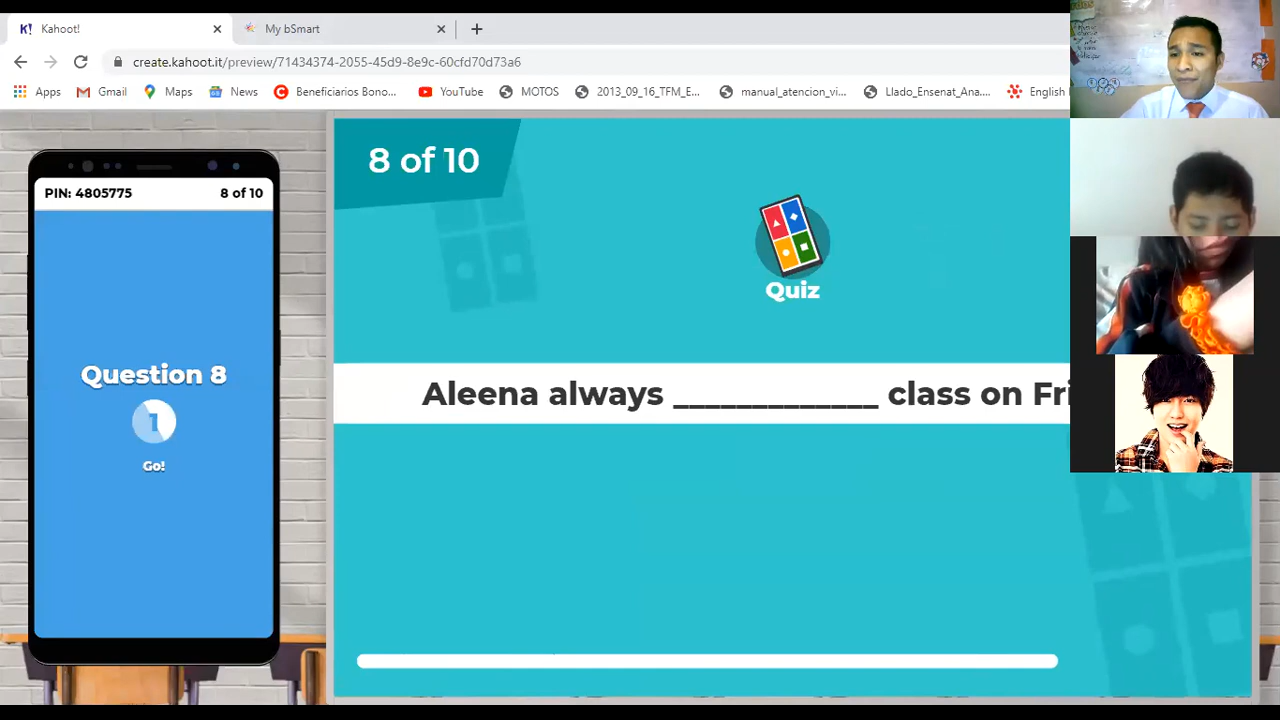 Kahoot!
My bSmart
create.kahoot.it/preview/71434374-2055-
-8e9c-60cfd70d73a6
Apps
Gmail
Maps
News
Beneficiarios Bono...
YouTube
MOTOS
2013_09_16_TFM_E...
manual_atencion_vi...
Llado_Ensenat_Ana...
English
PIN: 4805775
8 of 10
8 of 10
Quiz
Question 8
1
Go!
Aleena always _____________ class on Fri